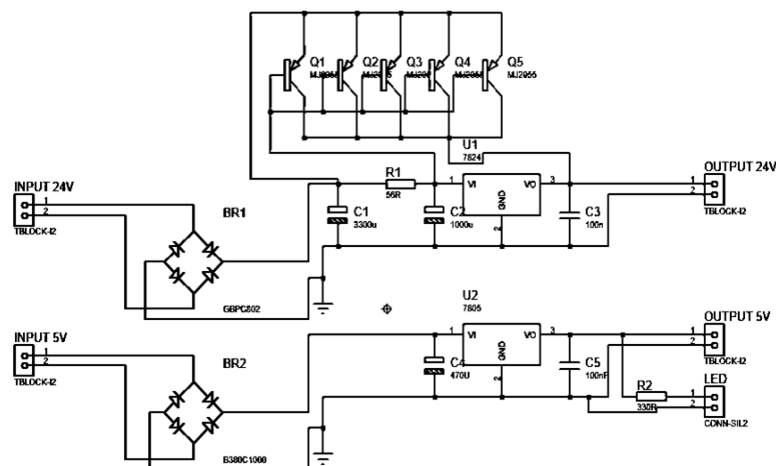 Q1
Q2
Q3
Q4
Q5
MJ2955
MJ2955
U1
7824
INPUT 24V
1
2
TBLOCK-I2
BR1
GBPC802
R1
56R
C1
3300u
C2
1000u
1
VI
VO
3
GND
2
C3
100n
OUTPUT 24V
1
2
TBLOCK-I2
INPUT 5V
1
2
TBLOCK-I2
BR2
B380C1000
U2
7805
1
VI
VO
3
GND
2
C4
470U
C5
100nF
R2
330R
OUTPUT 5V
1
2
TBLOCK-I2
LED
1
2
CONN-SIL2